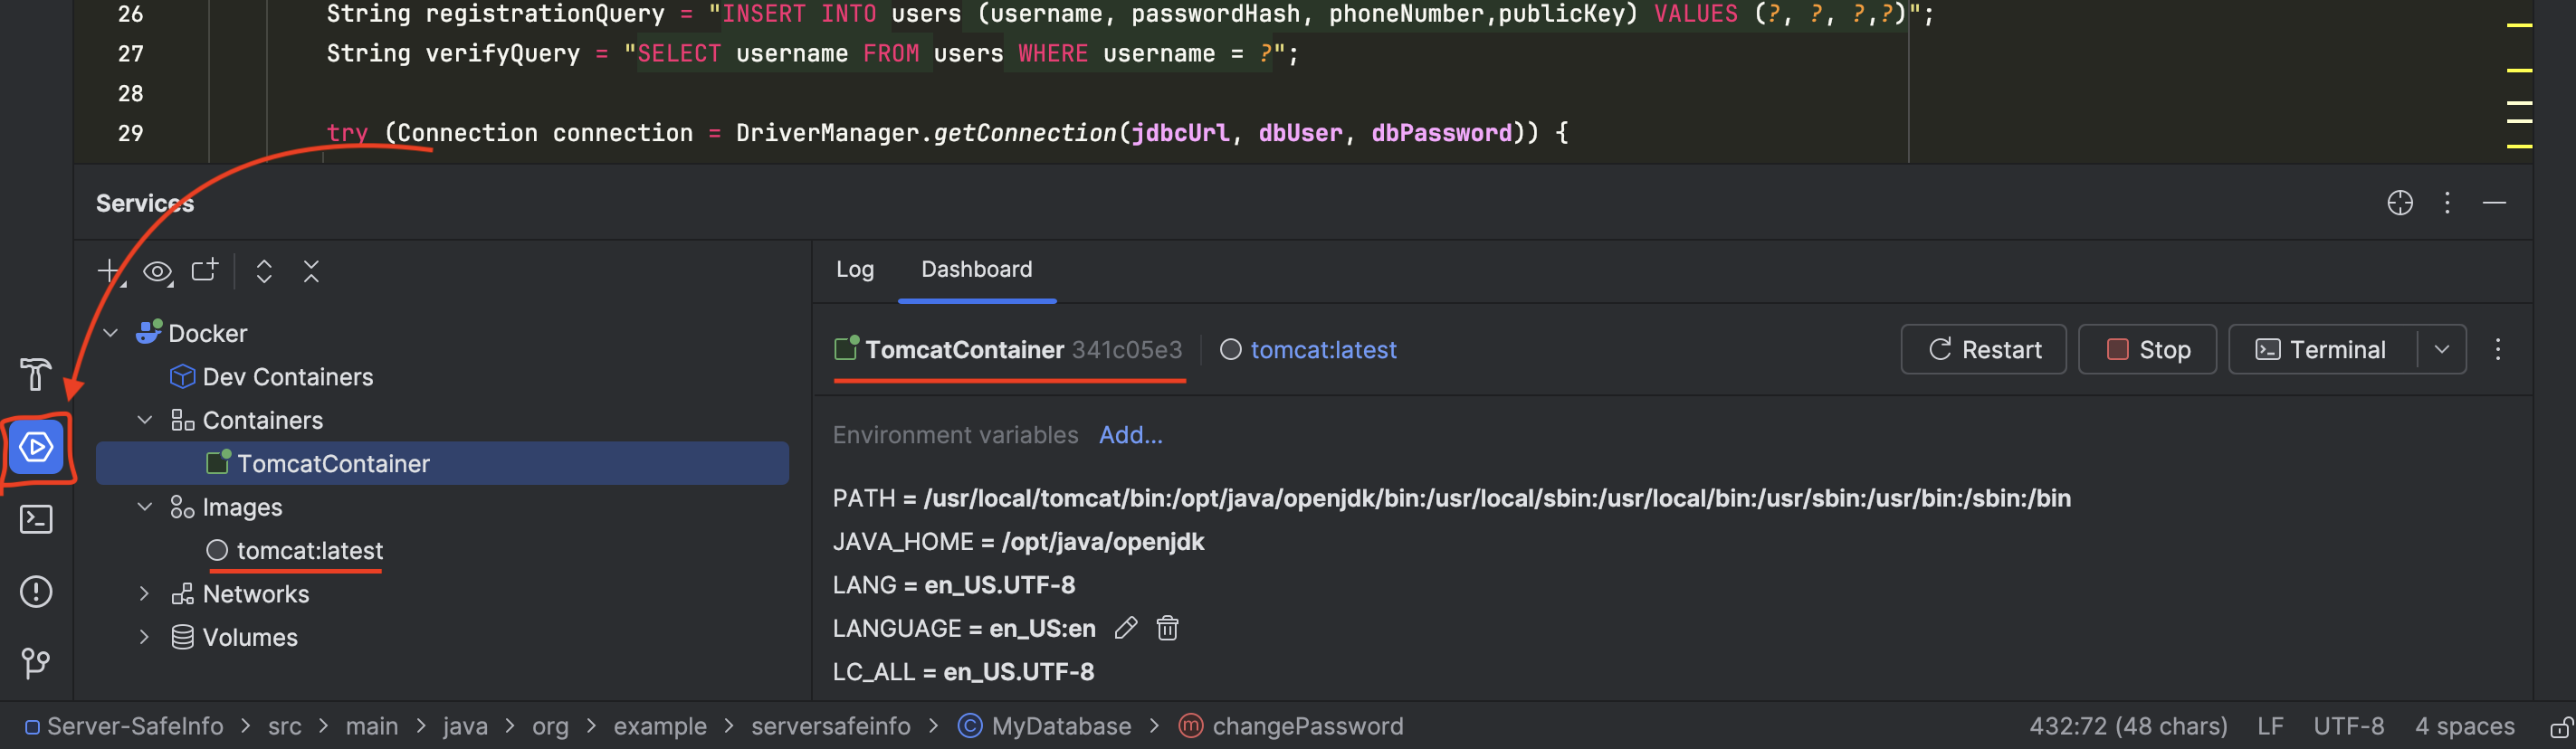 26 String registrationQuery = "INSERT INTO users (username, passwordHash, phoneNumber,publicKey) VALUES (?, ?, ?,?)";
27 String verifyQuery = "SELECT username FROM users WHERE username = ?";
28
29 try (Connection connection = DriverManager.getConnection(jdbcUrl, dbUser, dbPassword)) {
Services
Log Dashboard
Docker
Dev Containers
Containers
TomcatContainer
Images
tomcat:latest
Networks
Volumes
TomcatContainer 341c05e3 tomcat:latest Restart Stop Terminal
Environment variables Add...
PATH = /usr/local/tomcat/bin:/opt/java/openjdk/bin:/usr/local/sbin:/usr/local/bin:/usr/sbin:/usr/bin:/sbin:/bin
JAVA_HOME = /opt/java/openjdk
LANG = en_US.UTF-8
LANGUAGE = en_US:en
LC_ALL = en_US.UTF-8
Server-SafeInfo > src > main > java > org > example > serversafeinfo > MyDatabase > changePassword 432:72 (48 chars) LF UTF-8 4 spaces